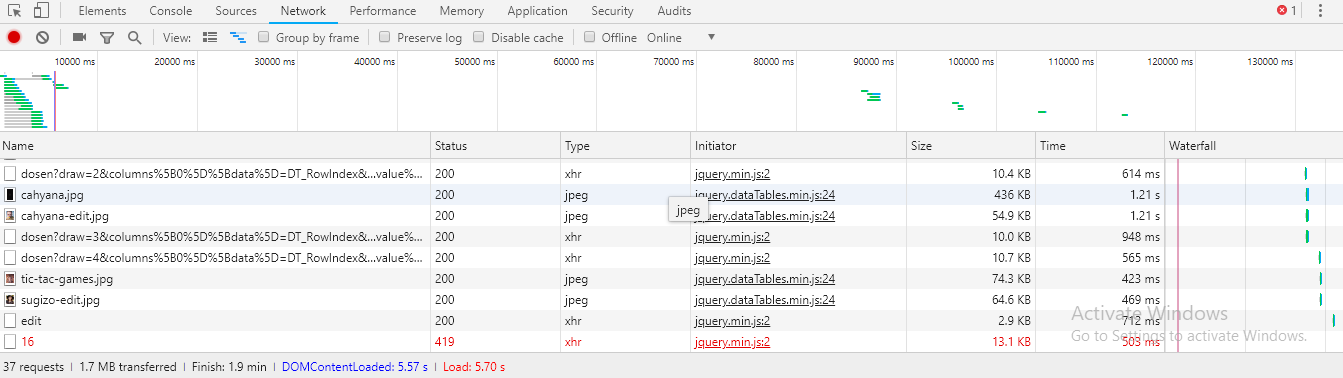 Elements Console Sources Network Performance Memory Application Security Audits 1
View: Group by frame Preserve log Disable cache Offline Online
10000 ms 20000 ms 30000 ms 40000 ms 50000 ms 60000 ms 70000 ms 80000 ms 90000 ms 100000 ms 110000 ms 120000 ms 130000 ms
Name Status Type Initiator Size Time Waterfall
dosen?draw=2&columns%5B0%5D%5Bdata%5D=DT_RowIndex&...value%... 200 xhr jquery.min.js:2 10.4 KB 614 ms
cahyana.jpg 200 jpeg jquery.dataTables.min.js:24 436 KB 1.21 s
cahyana-edit.jpg 200 jpeg jquery.dataTables.min.js:24 54.9 KB 1.21 s
jpeg
dosen?draw=3&columns%5B0%5D%5Bdata%5D=DT_RowIndex&...value%... 200 xhr jquery.min.js:2 10.0 KB 948 ms
dosen?draw=4&columns%5B0%5D%5Bdata%5D=DT_RowIndex&...value%... 200 xhr jquery.min.js:2 10.7 KB 565 ms
tic-tac-games.jpg 200 jpeg jquery.dataTables.min.js:24 74.3 KB 423 ms
sugizo-edit.jpg 200 jpeg jquery.dataTables.min.js:24 64.6 KB 469 ms
edit 200 xhr jquery.min.js:2 2.9 KB 712 ms
16 419 xhr jquery.min.js:2 13.1 KB 503 ms
Activate Windows
Go to Settings to activate Windows.
37 requests | 1.7 MB transferred | Finish: 1.9 min | DOMContentLoaded: 5.57 s | Load: 5.70 s